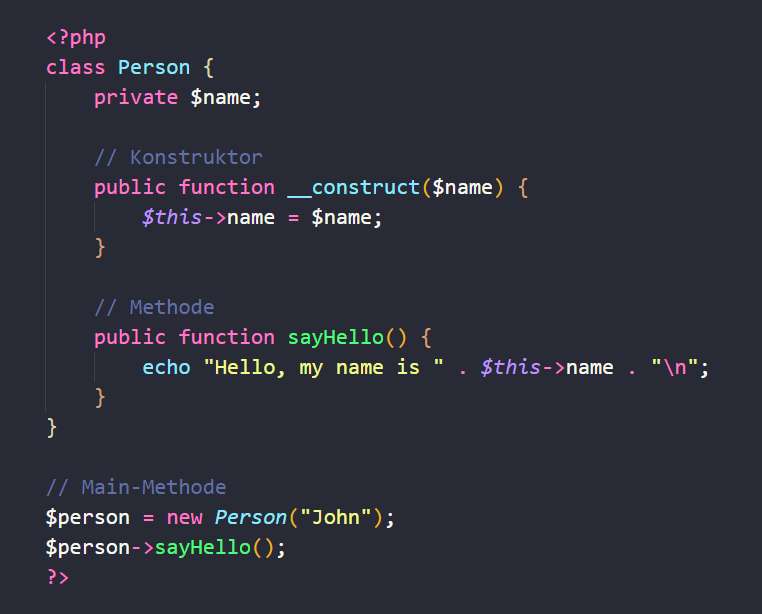 <?php
class Person {
    private $name;

    // Konstruktor
    public function __construct($name) {
        $this->name = $name;
    }

    // Methode
    public function sayHello() {
        echo "Hello, my name is " . $this->name . "\n";
    }
}

// Main-Methode
$person = new Person("John");
$person->sayHello();
?>